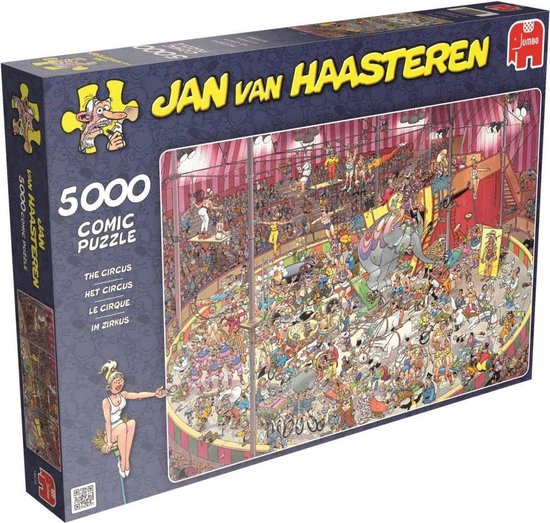 JAN VAN HAASTEREN
Jumbo
5000
COMIC
PUZZLE
THE CIRCUS
HET CIRCUS
LE CIRQUE
IM ZIRKUS
JAN
VAN HAASTEREN
5000 COMIC PUZZLE